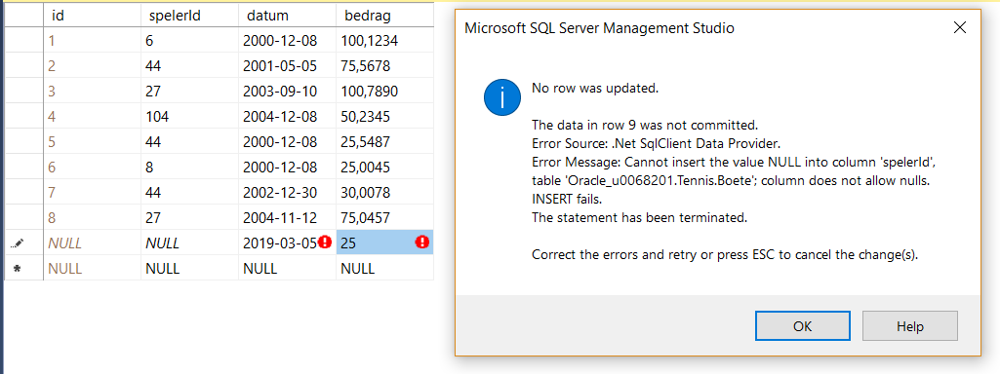 id spelerId datum bedrag
1 6 2000-12-08 100,1234
2 44 2001-05-05 75,5678
3 27 2003-09-10 100,7890
4 104 2004-12-08 50,2345
5 44 2000-12-08 25,5487
6 8 2000-12-08 25,0045
7 44 2002-12-30 30,0078
8 27 2004-11-12 75,0457
NULL NULL 2019-03-05 25
NULL NULL NULL NULL
Microsoft SQL Server Management Studio
No row was updated.
The data in row 9 was not committed.
Error Source: .Net SqlClient Data Provider.
Error Message: Cannot insert the value NULL into column 'spelerId',
table 'Oracle_u0068201.Tennis.Boete'; column does not allow nulls.
INSERT fails.
The statement has been terminated.
Correct the errors and retry or press ESC to cancel the change(s).
OK Help